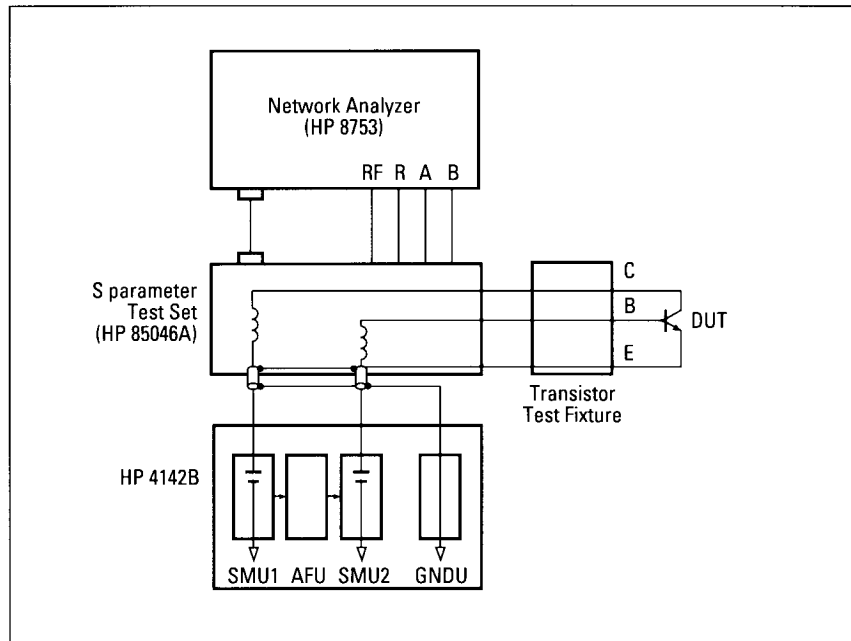 Network Analyzer
(HP 8753)
RF R A B
S parameter
Test Set
(HP 85046A)
C
B
E
DUT
Transistor
Test Fixture
HP 4142B
SMU1 AFU SMU2 GNDU